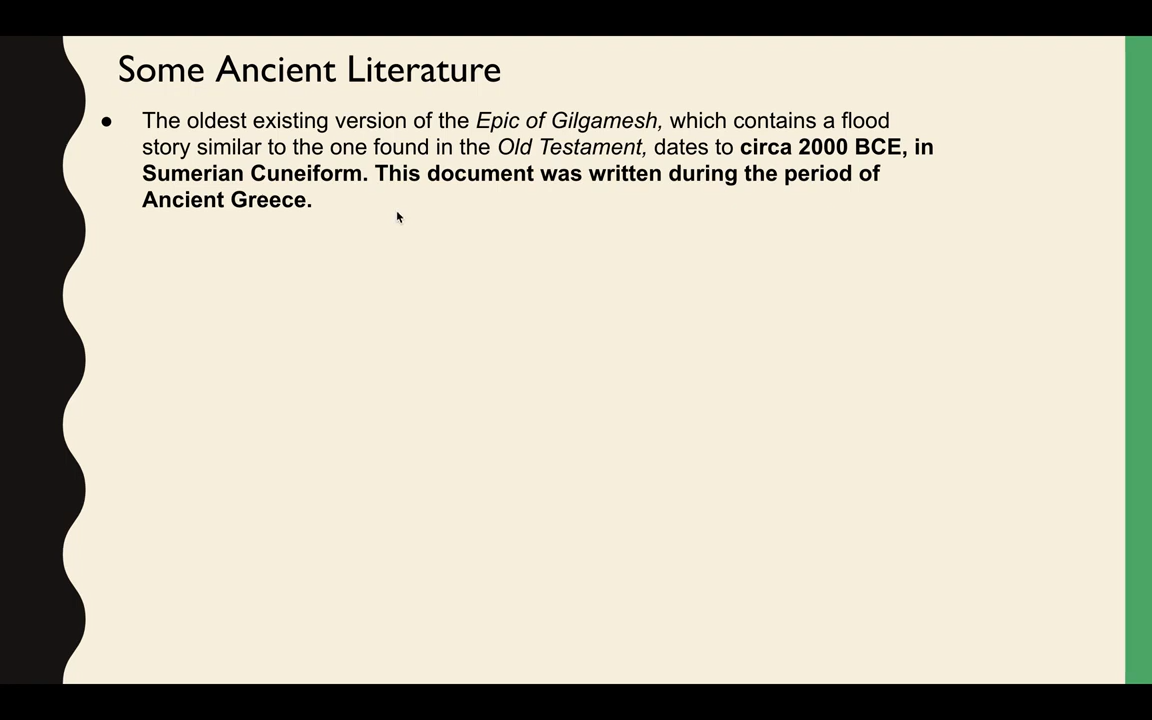 Some Ancient Literature
● The oldest existing version of the Epic of Gilgamesh, which contains a flood
story similar to the one found in the Old Testament, dates to circa 2000 BCE, in
Sumerian Cuneiform. This document was written during the period of
Ancient Greece.